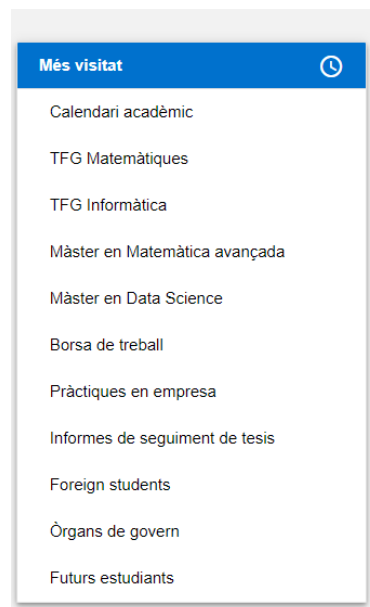 Més visitat
Calendari acadèmic
TFG Matemàtiques
TFG Informàtica
Màster en Matemàtica avançada
Màster en Data Science
Borsa de treball
Pràctiques en empresa
Informes de seguiment de tesis
Foreign students
Òrgans de govern
Futurs estudiants